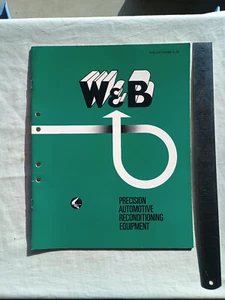 W&B
PRECISION
AUTOMOTIVE
RECONDITIONING
EQUIPMENT